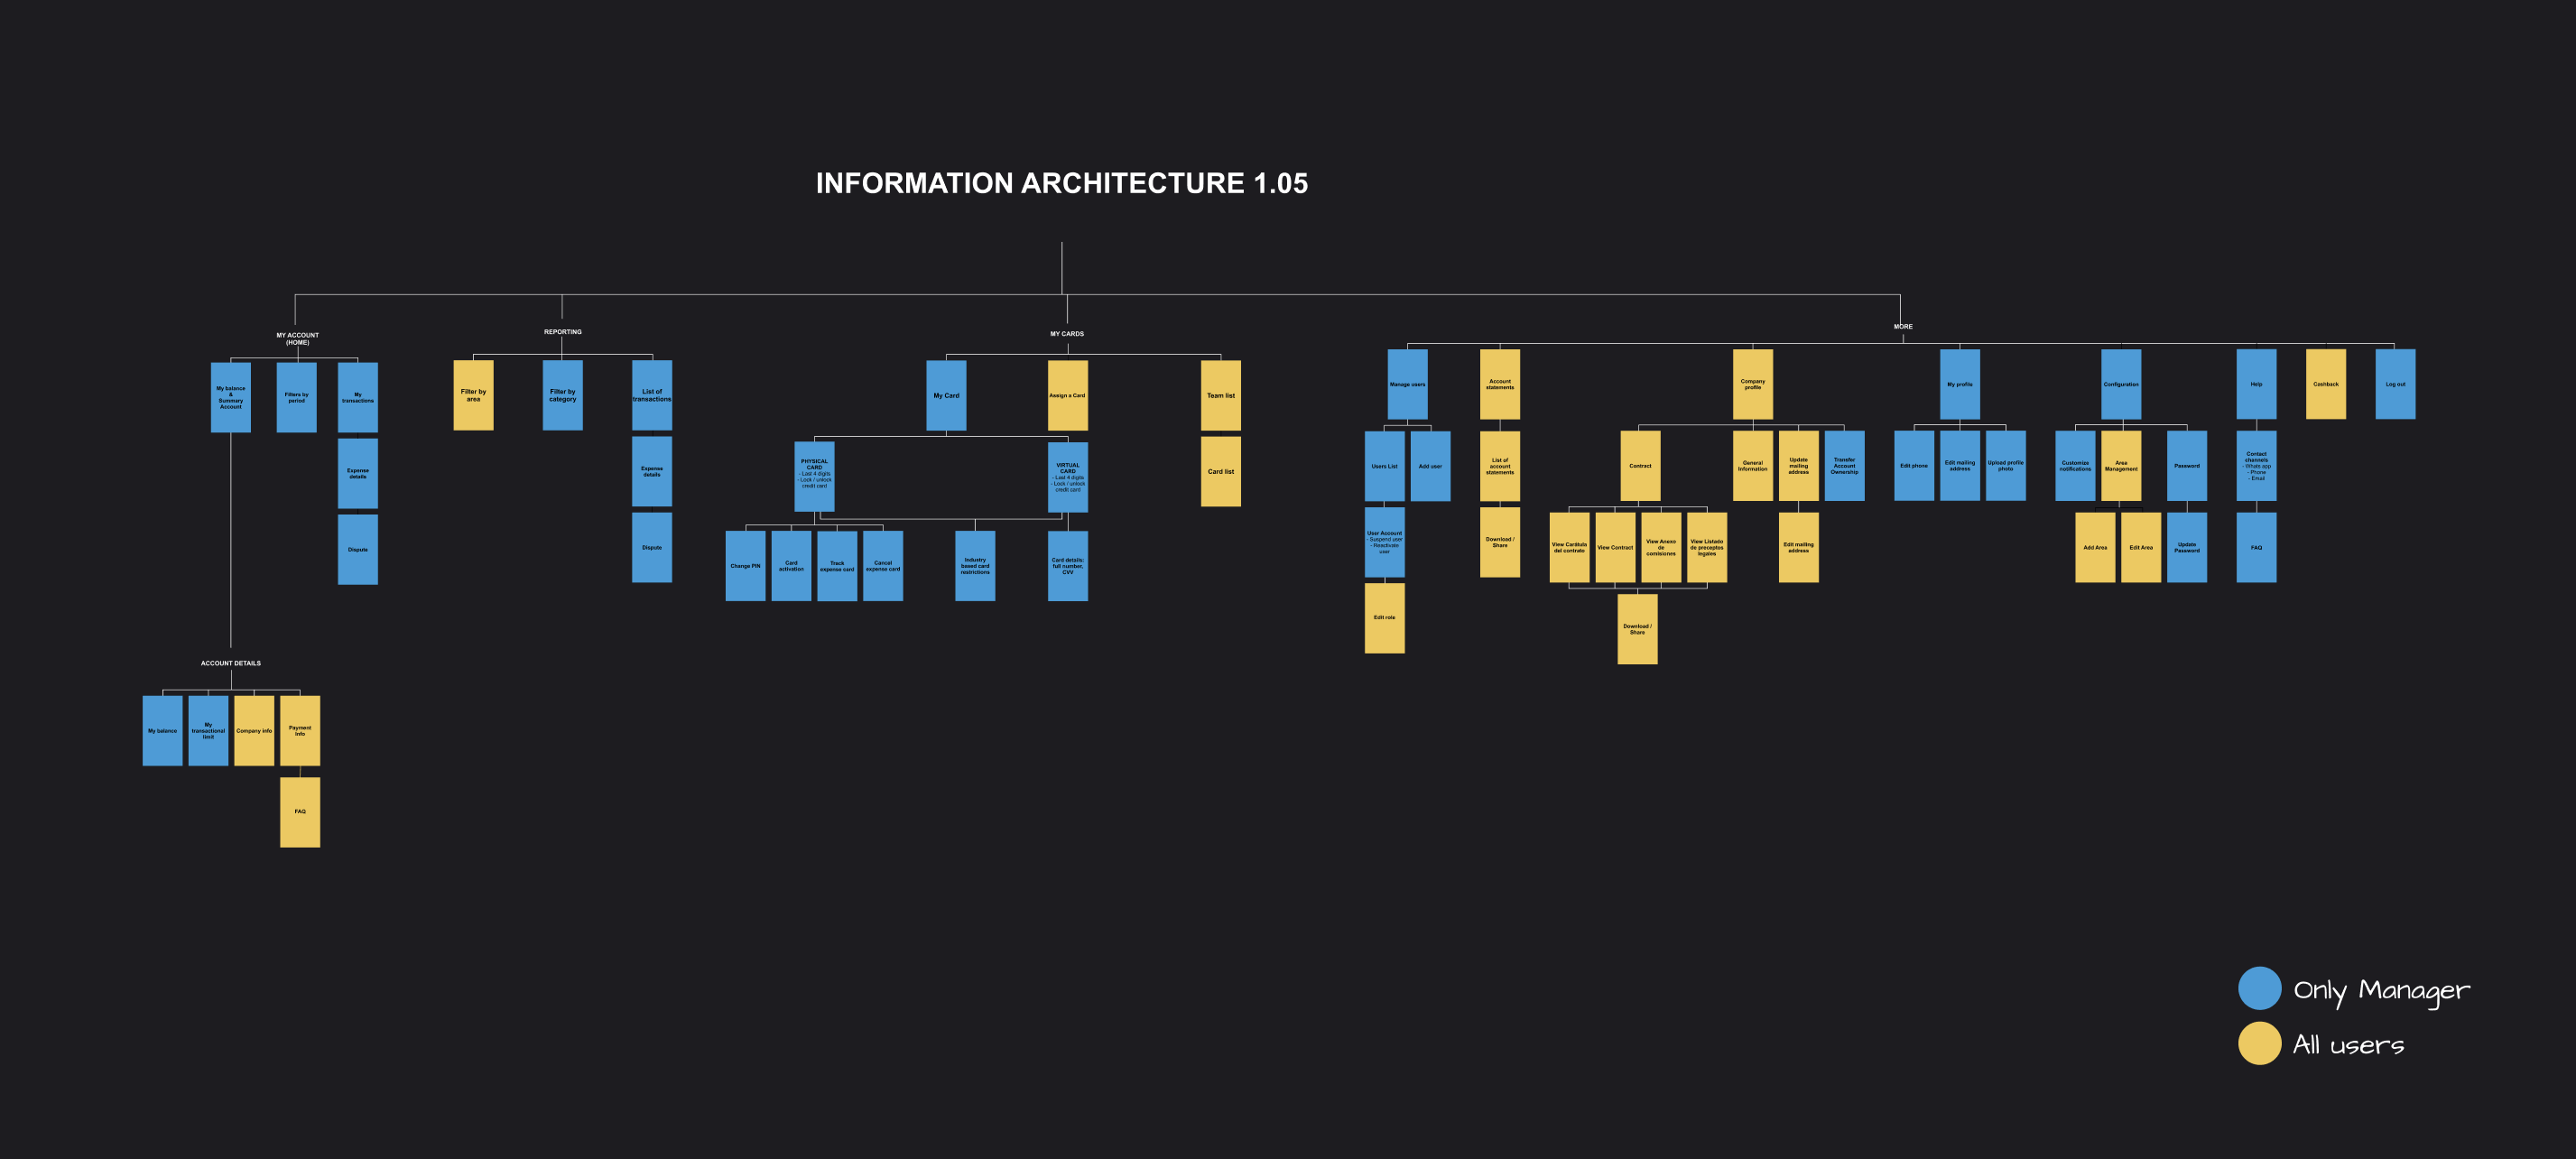 INFORMATION ARCHITECTURE 1.05
MY ACCOUNT
(HOME)
REPORTING
MY CARDS
MORE
My balance
&
Summary
Account
Filters by
period
My
transactions
Expense
details
Dispute
Filter by
area
Filter by
category
List of
transactions
Expense
details
Dispute
My Card
Assign a Card
Team list
Card list
PHYSICAL
CARD
- Last 4 digits
- Lock / unlock
credit card
VIRTUAL
CARD
- Last 4 digits
- Lock / unlock
credit card
Change PIN
Card
activation
Track
expense card
Cancel
expense card
Industry
based card
restrictions
Card details:
full number,
CVV
Manage users
Users List
Add user
User Account
- Suspend user
- Reactivate
user
Edit role
Account
statements
List of
account
statements
Download /
Share
Company
profile
Contract
General
Information
Update
mailing
address
Transfer
Account
Ownership
View Carátula
del contrato
View Contract
View Anexo
de
comisiones
View Listado
de preceptos
legales
Edit mailing
address
Download /
Share
My profile
Edit phone
Edit mailing
address
Upload profile
photo
Configuration
Customize
notifications
Area
Management
Password
Add Area
Edit Area
Update
Password
Help
Contact
channels
- Whats app
- Phone
- Email
FAQ
Cashback
Log out
ACCOUNT DETAILS
My balance
My
transactional
limit
Company info
Payment
info
FAQ
Only Manager
All users